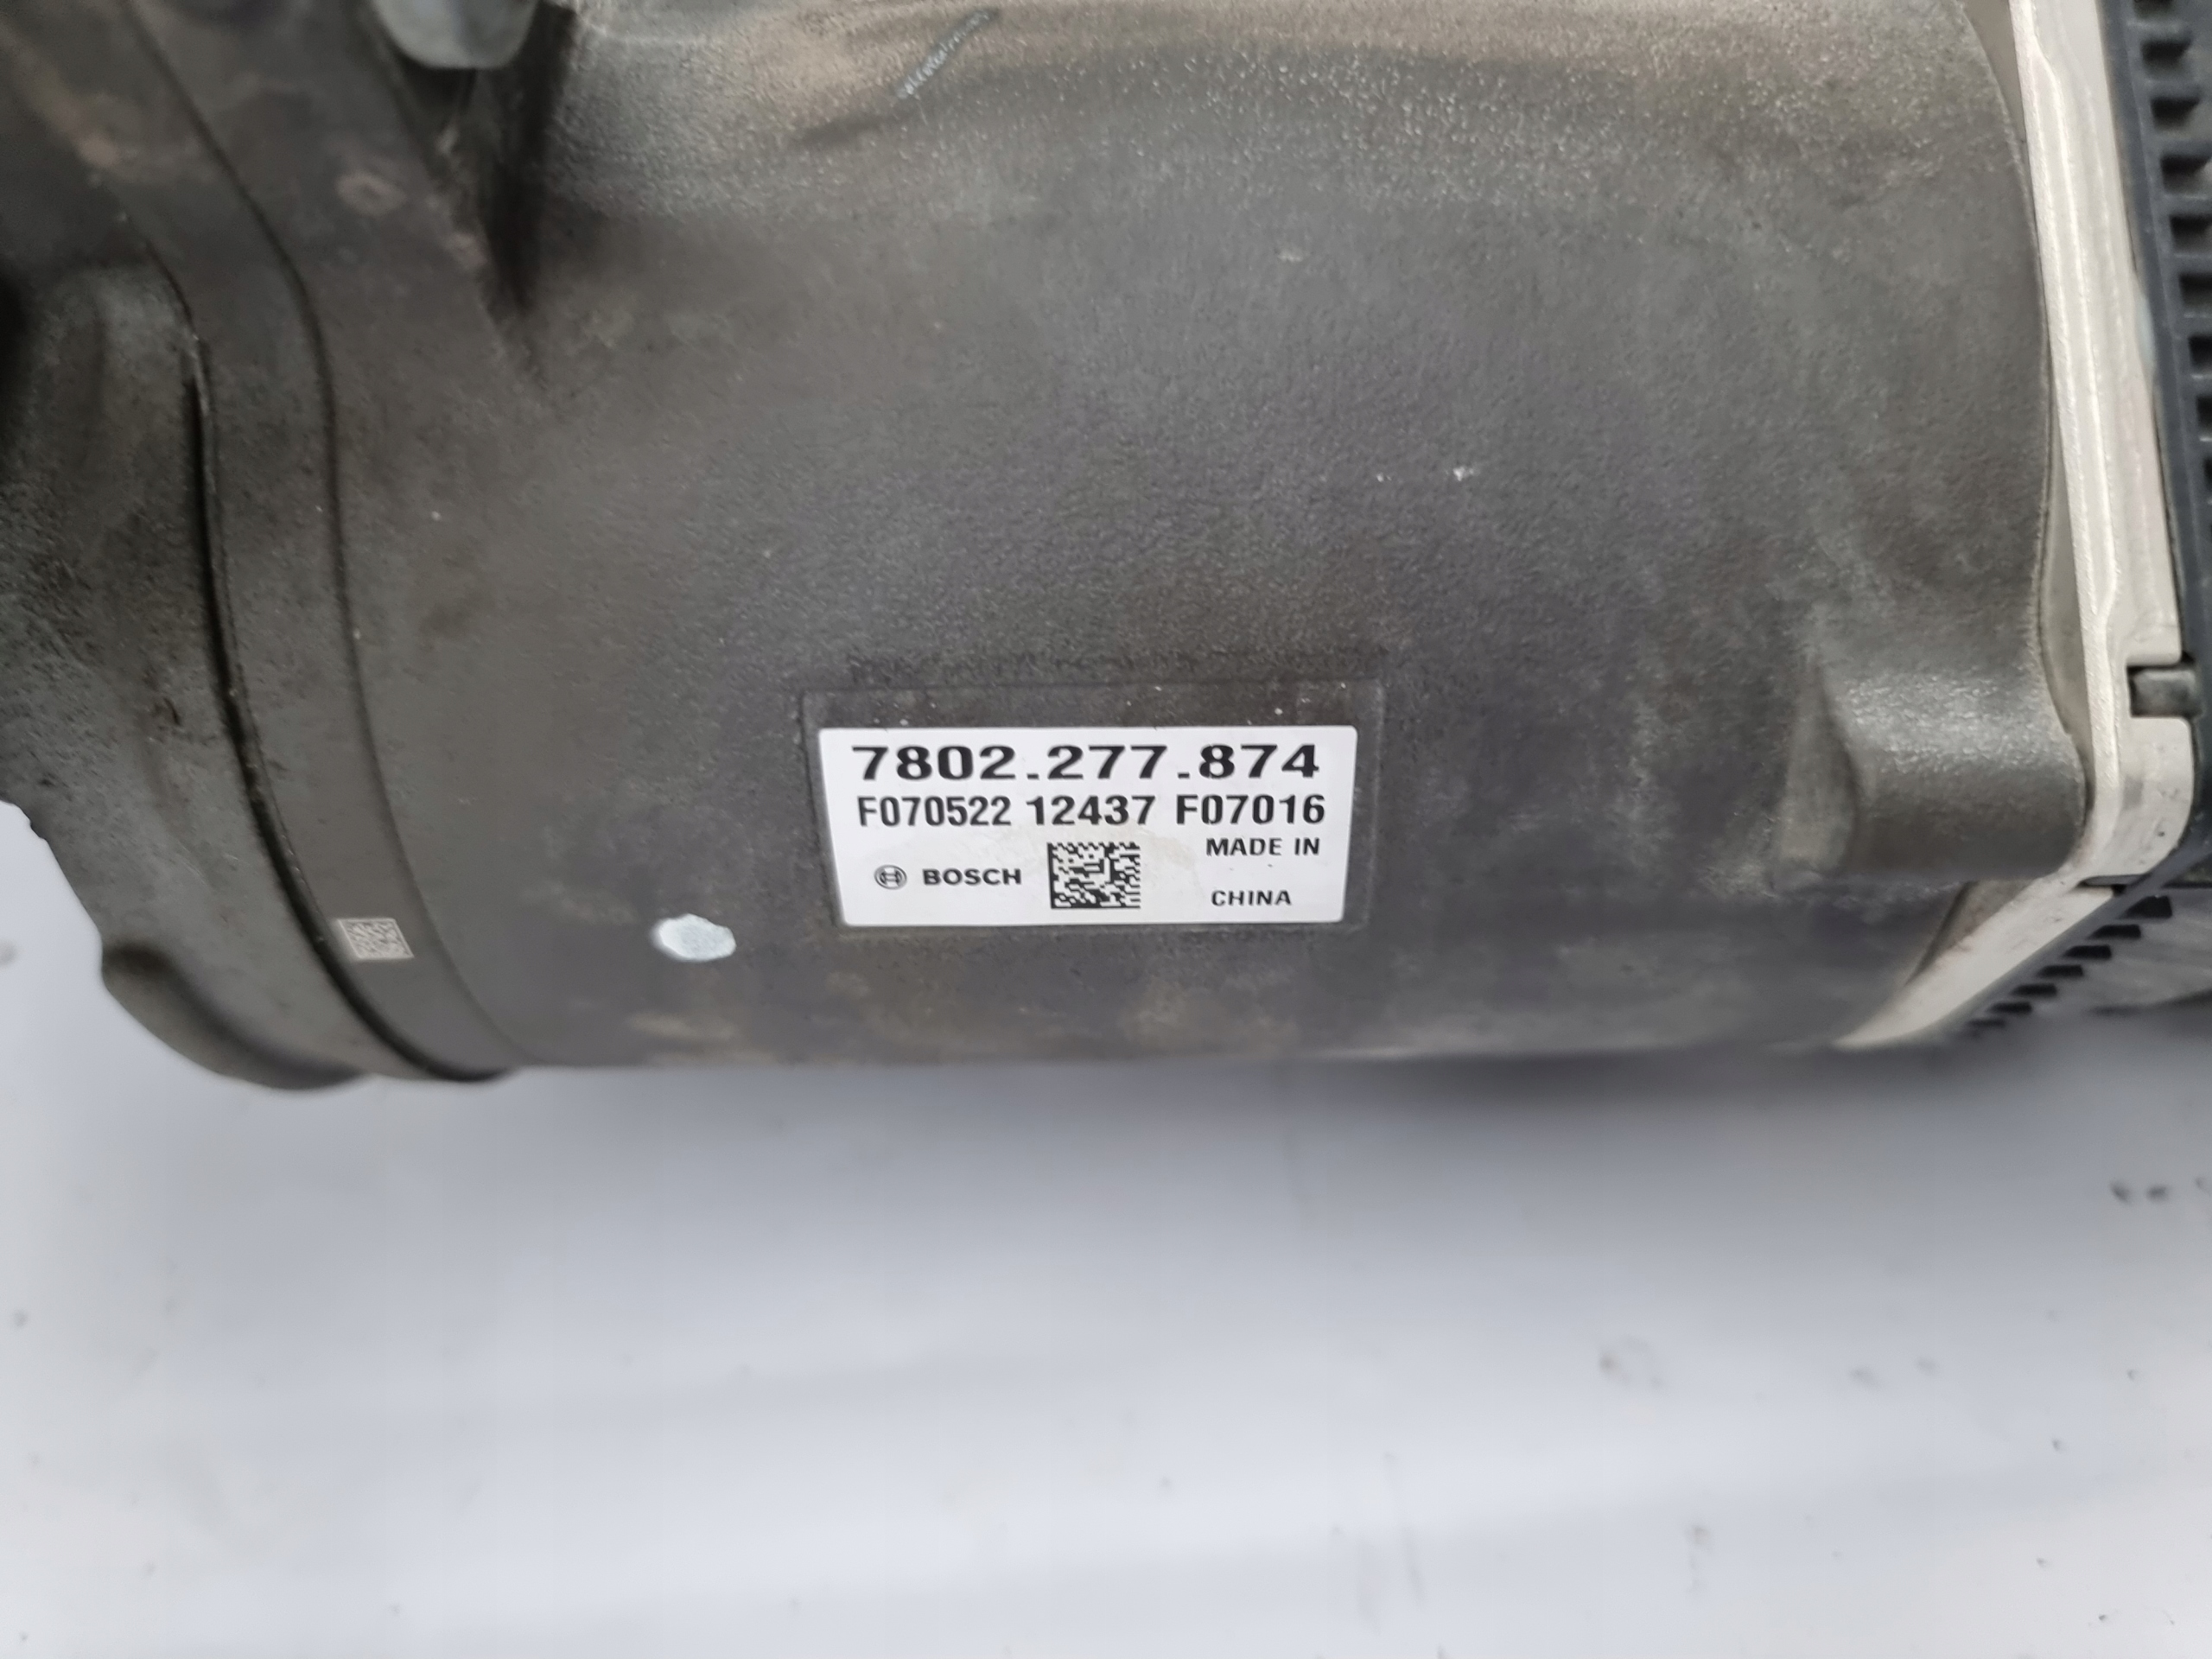 7802.277.874
F070522 12437 F07016
BOSCH
MADE IN
CHINA